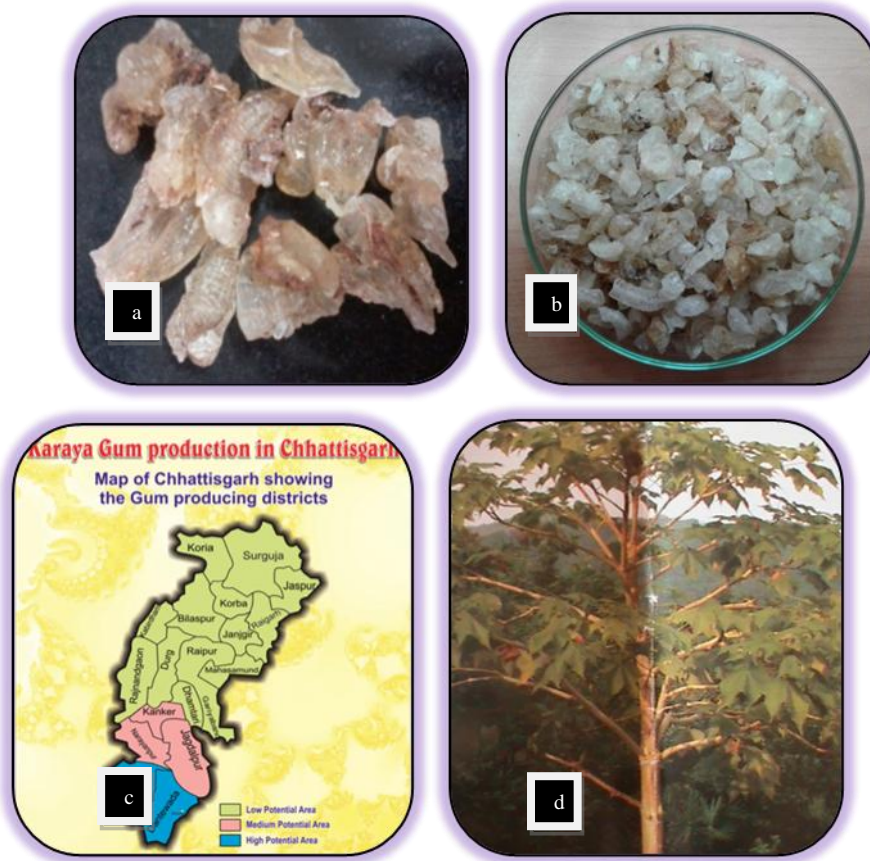 a
b
Karaya Gum production in Chhattisgarh
Map of Chhattisgarh showing
the Gum producing districts
Koria
Surguja
Jaspur
Korba
Raigarh
Bilaspur
Janjgir
Raipur
Mahasamund
Durg
Rajnandgaon
Dhamtari
Kanker
Jagdalpur
c
Low Potential Area
Medium Potential Area
High Potential Area
d